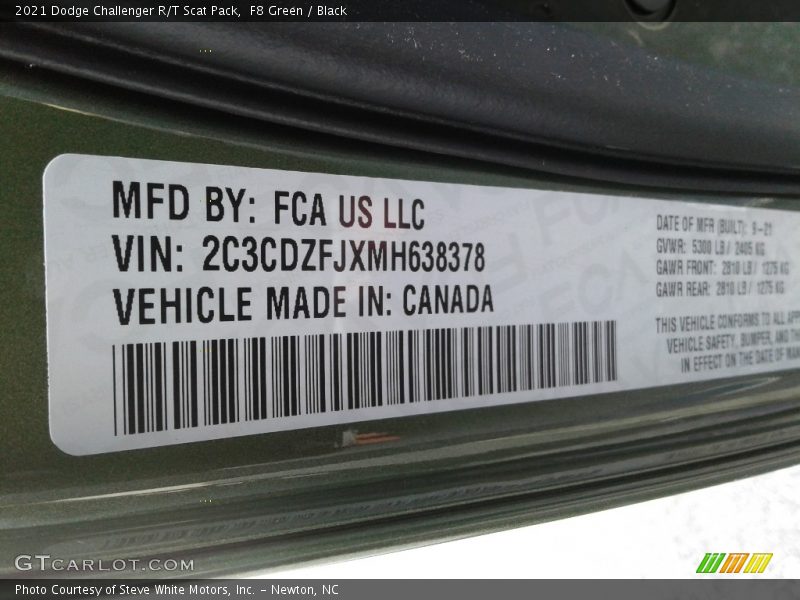 2021 Dodge Challenger R/T Scat Pack,  F8 Green / Black
MFD BY: FCA US LLC
VIN: 2C3CDZFJXMH638378
VEHICLE MADE IN: CANADA
DATE OF MFR (BUILT): 9-21
GVWR: 5300 LB / 2405 KG
GAWR FRONT: 2810 LB / 1275 KG
GAWR REAR: 2810 LB / 1275 KG
THIS VEHICLE CONFORMS TO ALL
VEHICLE SAFETY, BUMPER, AND
IN EFFECT ON THE DATE OF
GTCARLOT.COM
Photo Courtesy of Steve White Motors, Inc. – Newton, NC